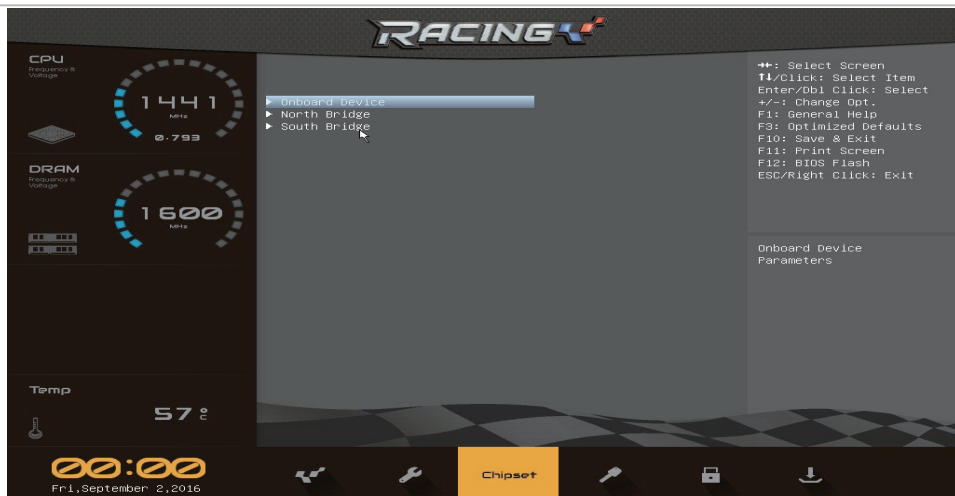 RACING
CPU
Frequency &
Voltage
1441
MHz
0.793
DRAM
Frequency &
Voltage
1600
MHz
Temp
57 °C
00:00
Fri,September 2,2016
► Onboard Device
► North Bridge
► South Bridge
→←: Select Screen
↑↓/Click: Select Item
Enter/Dbl Click: Select
+/-: Change Opt.
F1: General Help
F3: Optimized Defaults
F10: Save & Exit
F11: Print Screen
F12: BIOS Flash
ESC/Right Click: Exit
Onboard Device
Parameters
Chipset